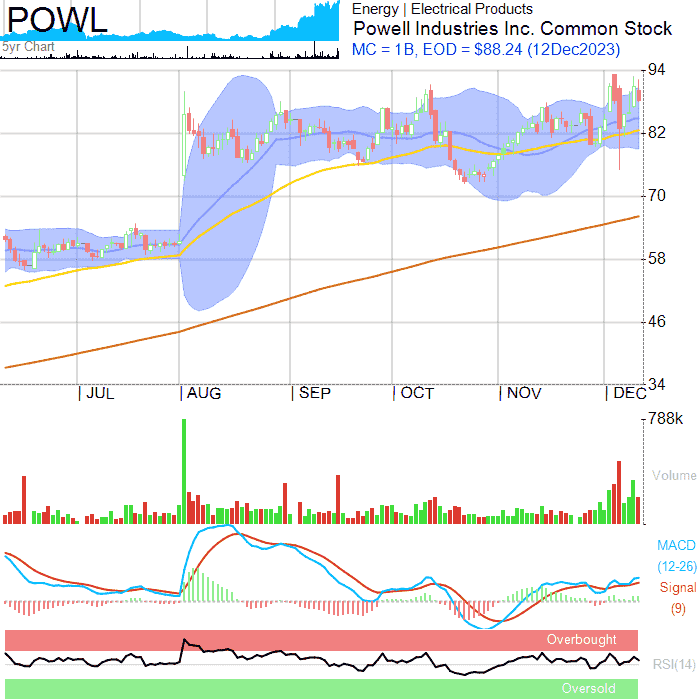 POWL
5yr Chart
Energy | Electrical Products
Powell Industries Inc. Common Stock
MC = 1B, EOD = $88.24 (12Dec2023)
94
82
70
58
46
34
JUL AUG SEP OCT NOV DEC
788k
Volume
MACD
(12-26)
Signal
(9)
Overbought
RSI(14)
Oversold